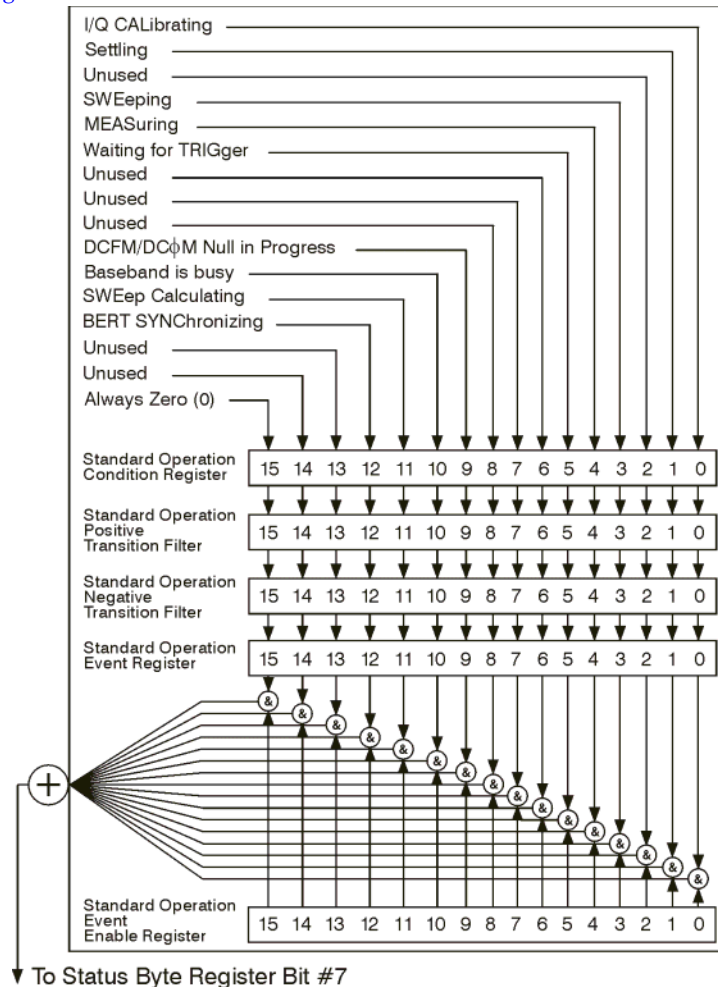 I/Q CALibrating
Settling
Unused
SWEeping
MEASuring
Waiting for TRIGger
Unused
Unused
Unused
DCFM/DCϕM Null in Progress
Baseband is busy
SWEep Calculating
BERT SYNChronizing
Unused
Unused
Always Zero (0)
Standard Operation
Condition Register
15 14 13 12 11 10 9 8 7 6 5 4 3 2 1 0
Standard Operation
Positive
Transition Filter
15 14 13 12 11 10 9 8 7 6 5 4 3 2 1 0
Standard Operation
Negative
Transition Filter
15 14 13 12 11 10 9 8 7 6 5 4 3 2 1 0
Standard Operation
Event Register
15 14 13 12 11 10 9 8 7 6 5 4 3 2 1 0
& & & & & & & & & & & & & & & &
+
Standard Operation
Event
Enable Register
15 14 13 12 11 10 9 8 7 6 5 4 3 2 1 0
To Status Byte Register Bit #7